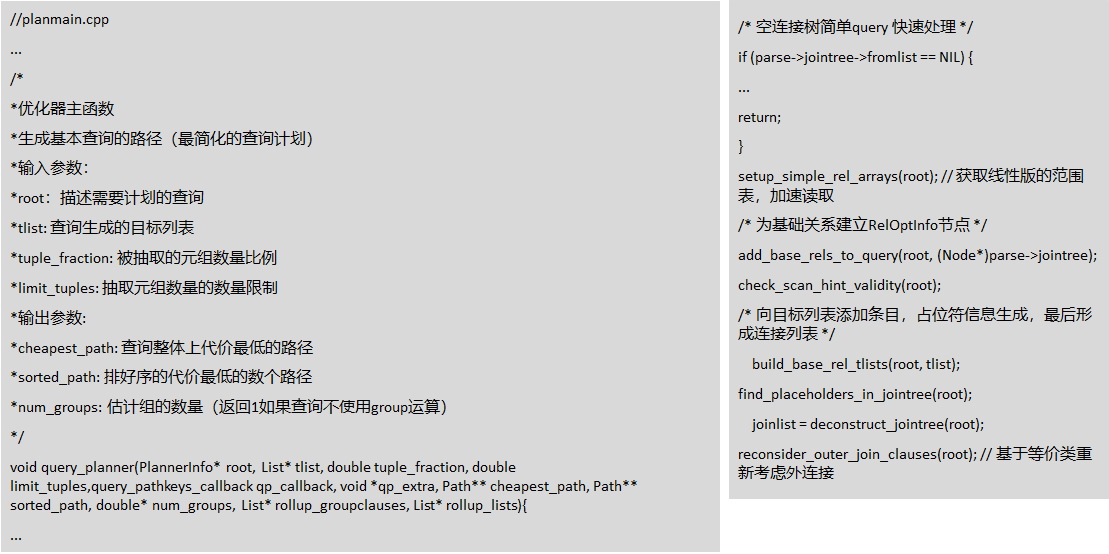 //planmain.cpp
...
/*
*优化器主函数
*生成基本查询的路径（最简化的查询计划）
*输入参数：
*root：描述需要计划的查询
*tlist: 查询生成的目标列表
*tuple_fraction: 被抽取的元组数量比例
*limit_tuples: 抽取元组数量的数量限制
*输出参数:
*cheapest_path: 查询整体上代价最低的路径
*sorted_path: 排好序的代价最低的数个路径
*num_groups: 估计组的数量（返回1如果查询不使用group运算）
*/
void query_planner(PlannerInfo* root, List* tlist, double tuple_fraction, double
limit_tuples,query_pathkeys_callback qp_callback, void *qp_extra, Path** cheapest_path, Path**
sorted_path, double* num_groups, List* rollup_groupclauses, List* rollup_lists){
...
/* 空连接树简单query 快速处理 */
if (parse->jointree->fromlist == NIL) {
...
return;
}
setup_simple_rel_arrays(root); // 获取线性版的范围
表，加速读取
/* 为基础关系建立RelOptInfo节点 */
add_base_rels_to_query(root, (Node*)parse->jointree);
check_scan_hint_validity(root);
/* 向目标列表添加条目，占位符信息生成，最后形
成连接列表 */
build_base_rel_tlists(root, tlist);
find_placeholders_in_jointree(root);
joinlist = deconstruct_jointree(root);
reconsider_outer_join_clauses(root); // 基于等价类重
新考虑外连接